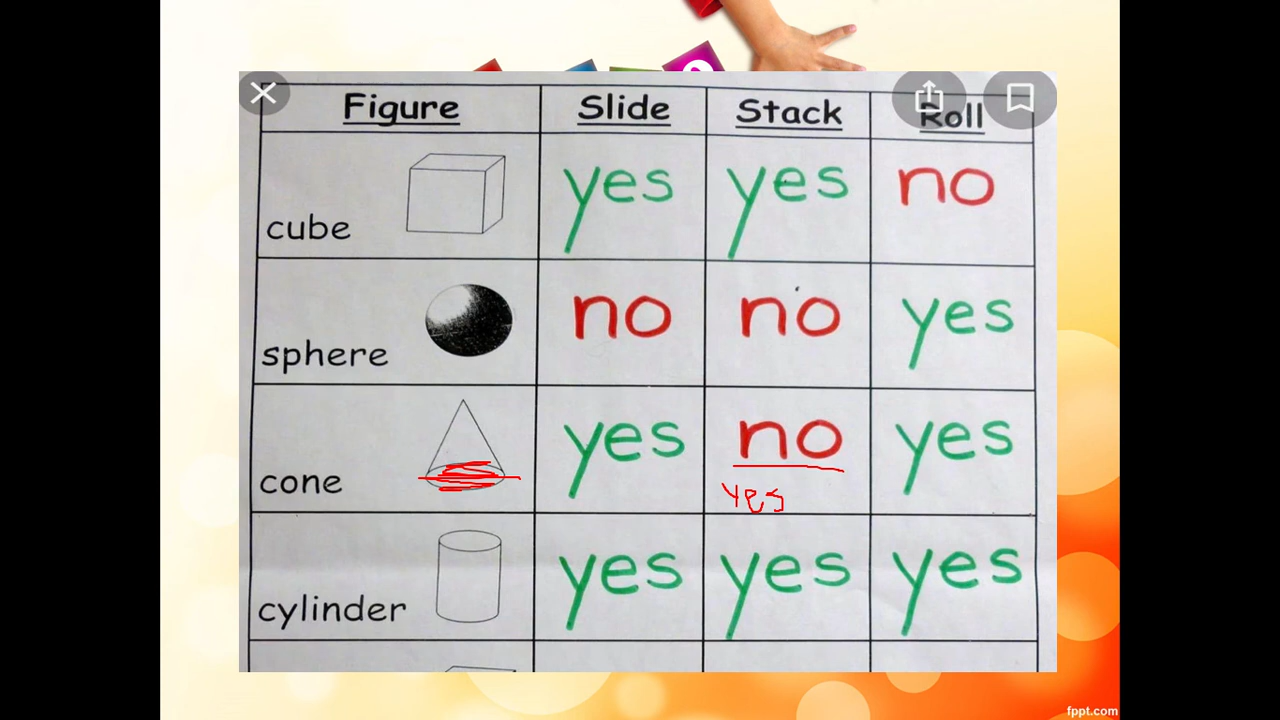 Figure Slide Stack Roll
cube yes yes no
sphere no no yes
cone yes no yes
yes
cylinder yes yes yes
fppt.com